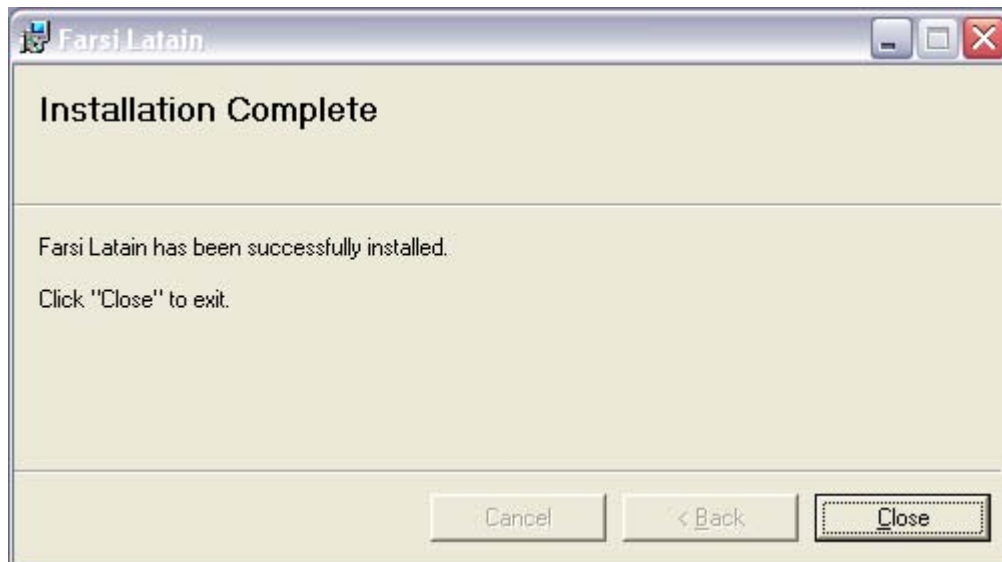 Farsi Latain
Installation Complete
Farsi Latain has been successfully installed.
Click "Close" to exit.
Cancel
< Back
Close